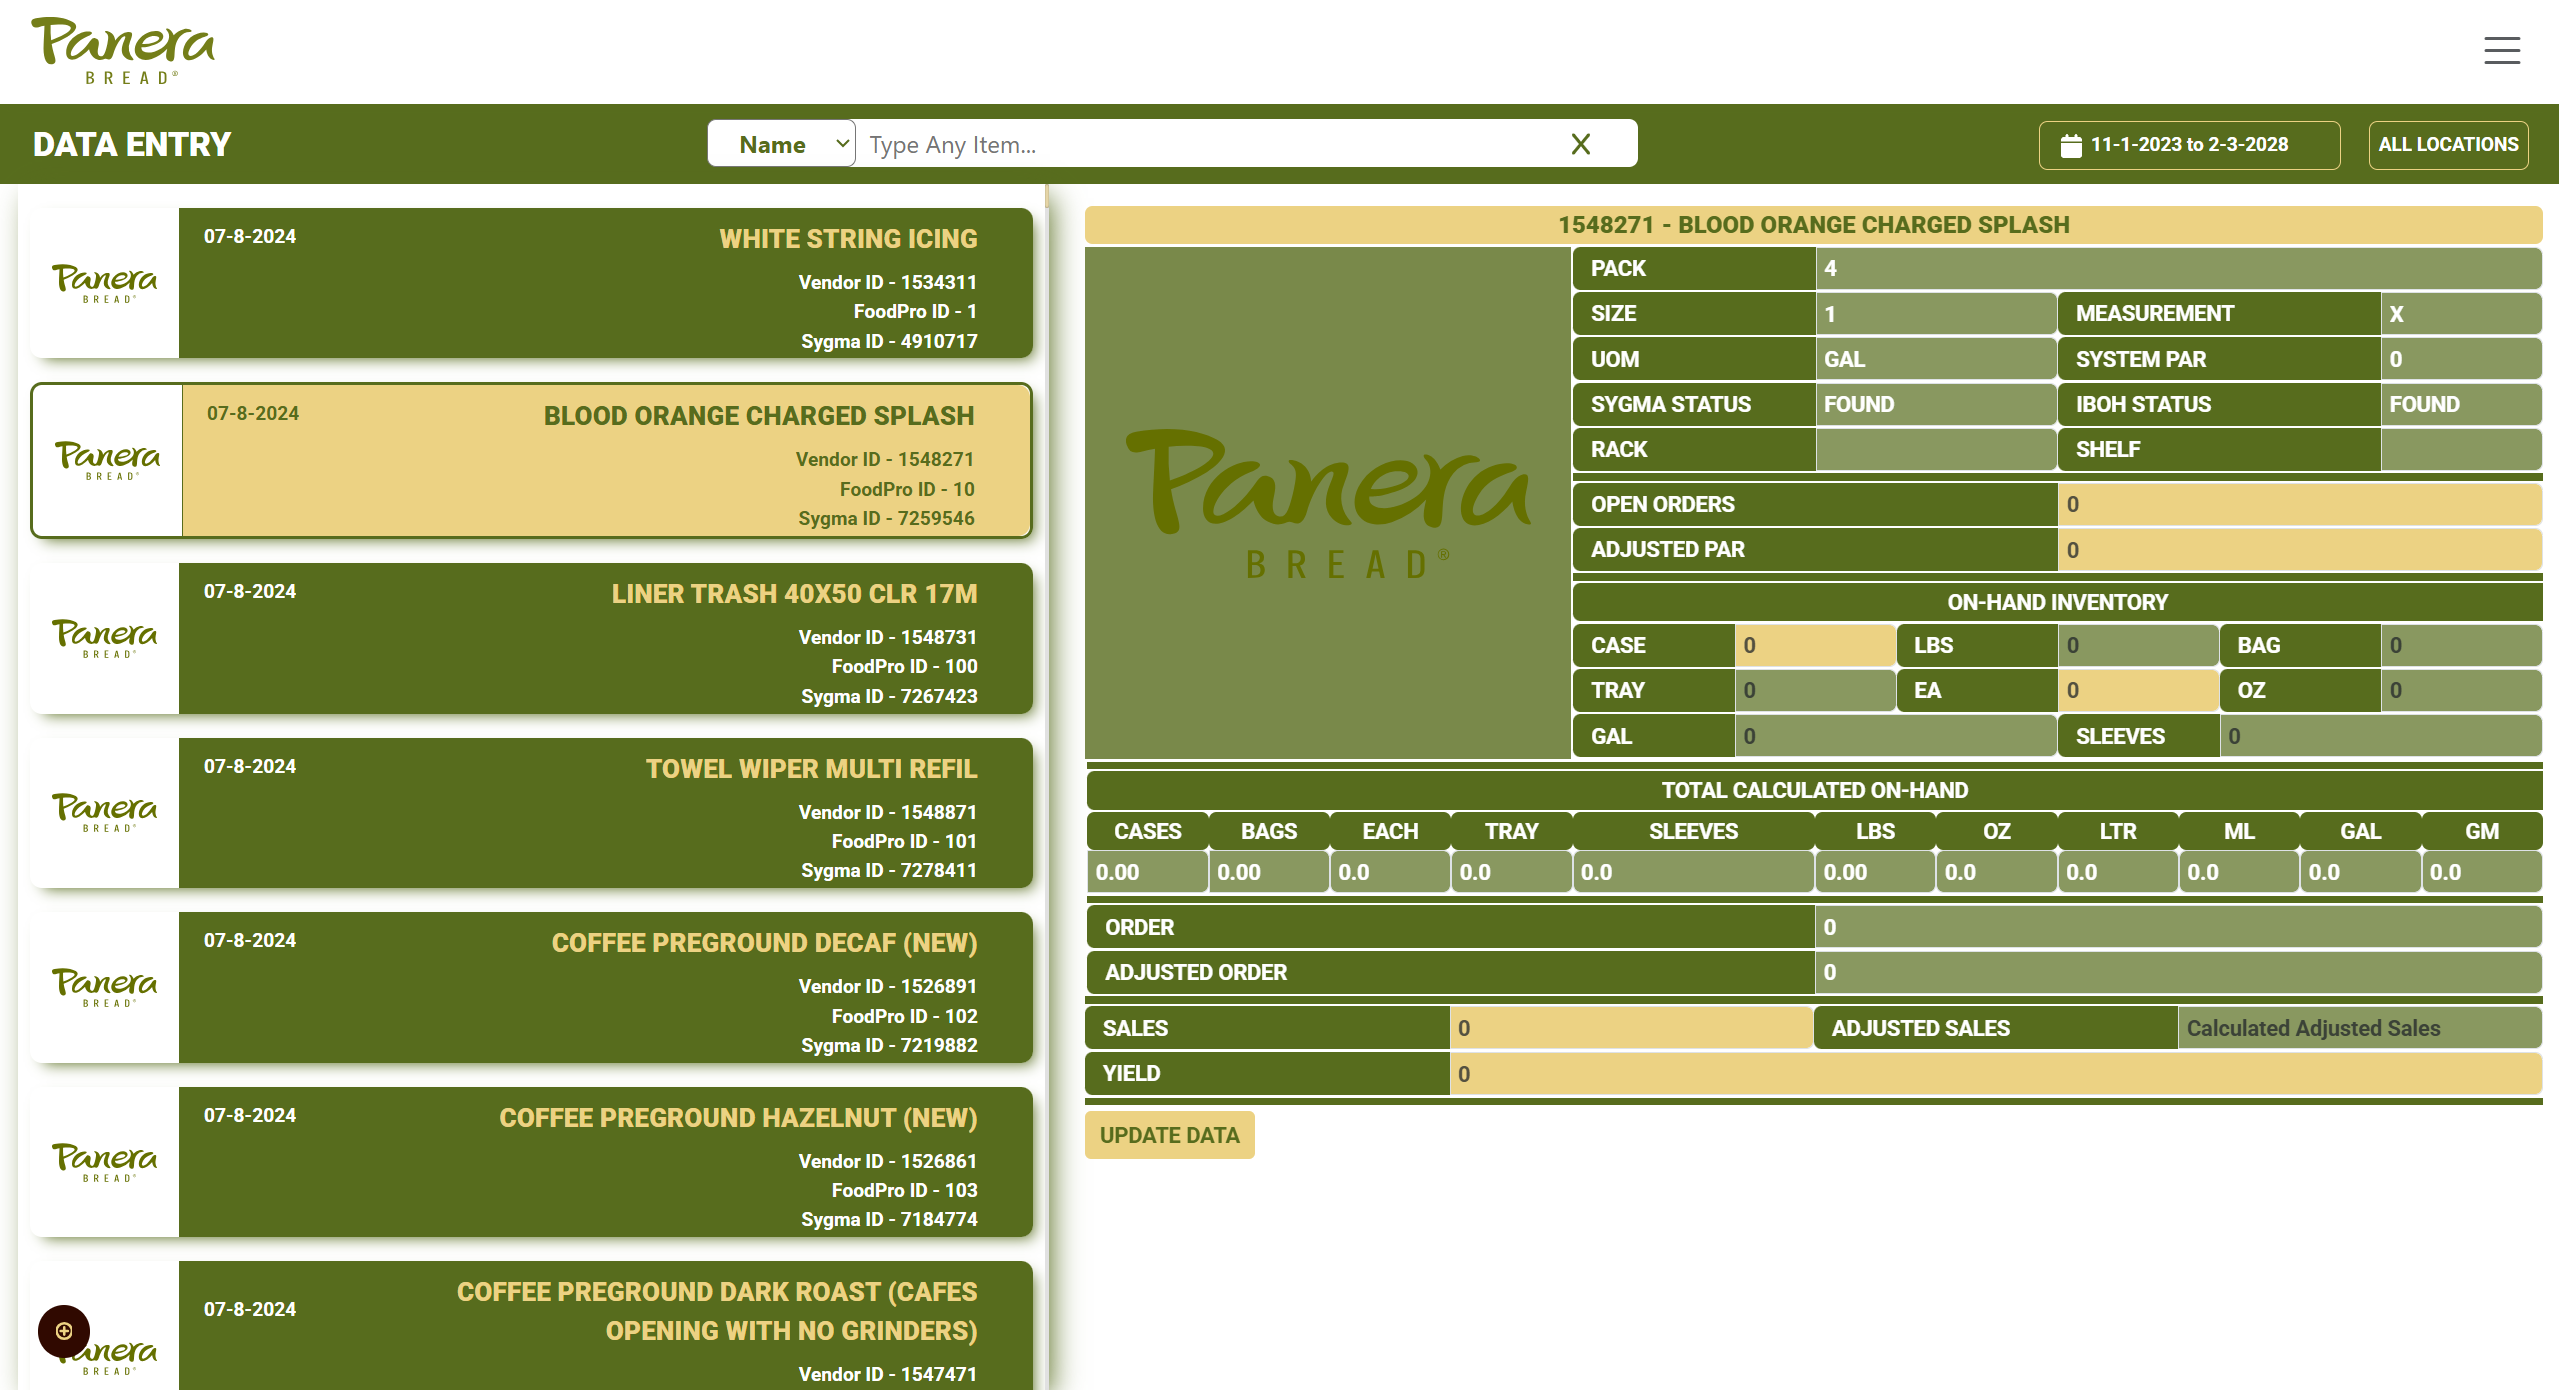 Panera
BREAD®
DATA ENTRY
Name
Type Any Item...
X
11-1-2023 to 2-3-2028
ALL LOCATIONS
Panera
BREAD®
07-8-2024
WHITE STRING ICING
Vendor ID - 1534311
FoodPro ID - 1
Sygma ID - 4910717
Panera
BREAD®
07-8-2024
BLOOD ORANGE CHARGED SPLASH
Vendor ID - 1548271
FoodPro ID - 10
Sygma ID - 7259546
Panera
BREAD®
07-8-2024
LINER TRASH 40X50 CLR 17M
Vendor ID - 1548731
FoodPro ID - 100
Sygma ID - 7267423
Panera
BREAD®
07-8-2024
TOWEL WIPER MULTI REFIL
Vendor ID - 1548871
FoodPro ID - 101
Sygma ID - 7278411
Panera
BREAD®
07-8-2024
COFFEE PREGROUND DECAF (NEW)
Vendor ID - 1526891
FoodPro ID - 102
Sygma ID - 7219882
Panera
BREAD®
07-8-2024
COFFEE PREGROUND HAZELNUT (NEW)
Vendor ID - 1526861
FoodPro ID - 103
Sygma ID - 7184774
Panera
BREAD®
07-8-2024
COFFEE PREGROUND DARK ROAST (CAFES
OPENING WITH NO GRINDERS)
Vendor ID - 1547471
1548271 - BLOOD ORANGE CHARGED SPLASH
Panera
BREAD®
PACK 4
SIZE 1 MEASUREMENT X
UOM GAL SYSTEM PAR 0
SYGMA STATUS FOUND IBOH STATUS FOUND
RACK SHELF
OPEN ORDERS 0
ADJUSTED PAR 0
ON-HAND INVENTORY
CASE 0 LBS 0 BAG 0
TRAY 0 EA 0 OZ 0
GAL 0 SLEEVES 0
TOTAL CALCULATED ON-HAND
CASES BAGS EACH TRAY SLEEVES LBS OZ LTR ML GAL GM
0.00 0.00 0.0 0.0 0.0 0.00 0.0 0.0 0.0 0.0 0.0
ORDER 0
ADJUSTED ORDER 0
SALES 0 ADJUSTED SALES Calculated Adjusted Sales
YIELD 0
UPDATE DATA